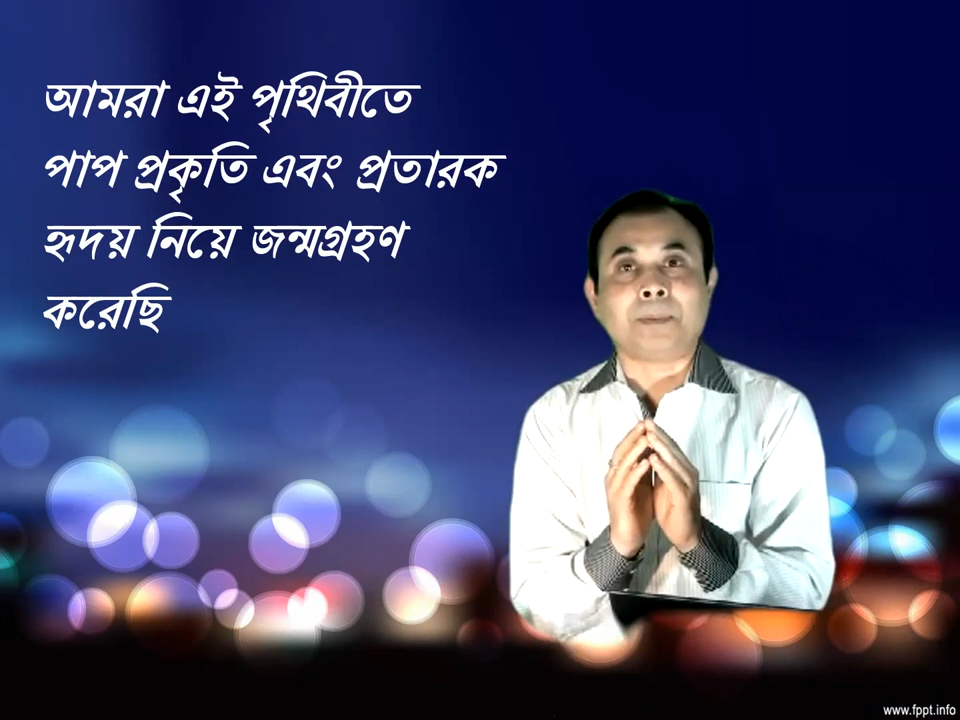 আমরা এই পৃথিবীতে
পাপ প্রকৃতি এবং প্রতারক
হৃদয় নিয়ে জন্মগ্রহণ
করেছি
www.fppt.info